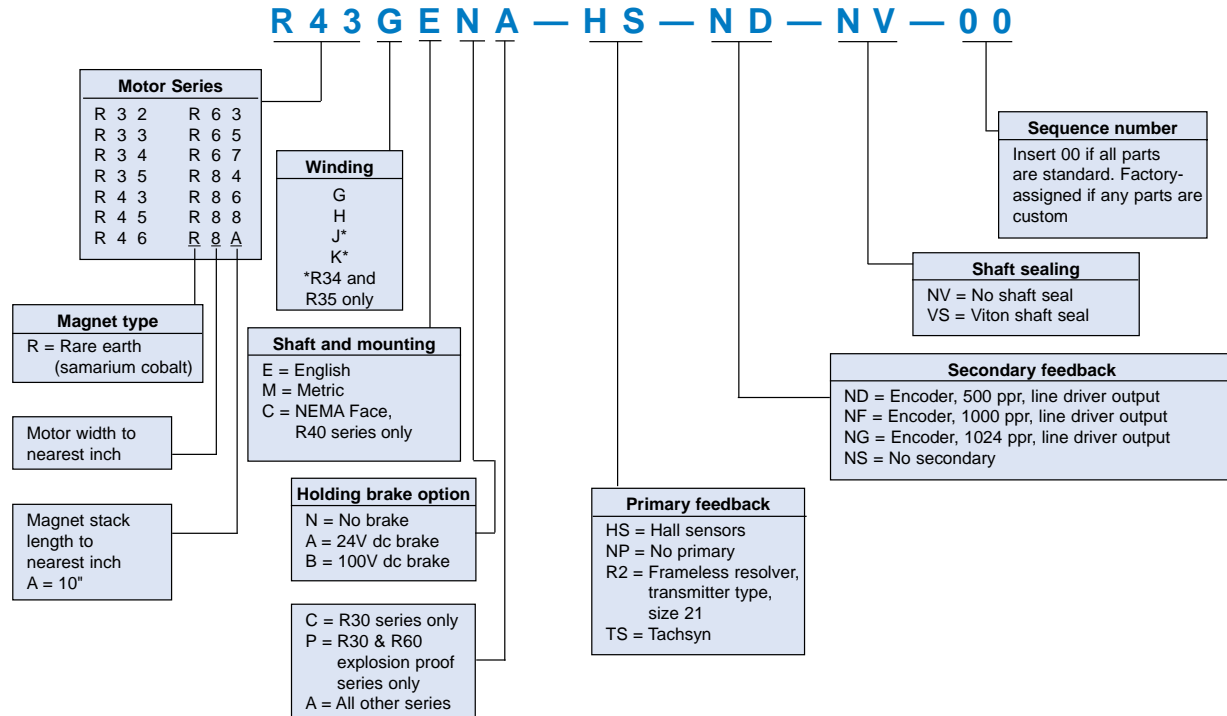 R 4 3 G E N A — H S — N D — N V — 0 0
Motor Series
R 3 2 R 6 3
R 3 3 R 6 5
R 3 4 R 6 7
R 3 5 R 8 4
R 4 3 R 8 6
R 4 5 R 8 8
R 4 6 R 8 A
Magnet type
R = Rare earth
(samarium cobalt)
Motor width to
nearest inch
Magnet stack
length to
nearest inch
A = 10"
Winding
G
H
J*
K*
*R34 and
R35 only
Shaft and mounting
E = English
M = Metric
C = NEMA Face,
R40 series only
Holding brake option
N = No brake
A = 24V dc brake
B = 100V dc brake
C = R30 series only
P = R30 & R60
explosion proof
series only
A = All other series
Primary feedback
HS = Hall sensors
NP = No primary
R2 = Frameless resolver,
transmitter type,
size 21
TS = Tachsyn
Secondary feedback
ND = Encoder, 500 ppr, line driver output
NF = Encoder, 1000 ppr, line driver output
NG = Encoder, 1024 ppr, line driver output
NS = No secondary
Shaft sealing
NV = No shaft seal
VS = Viton shaft seal
Sequence number
Insert 00 if all parts
are standard. Factory-
assigned if any parts are
custom